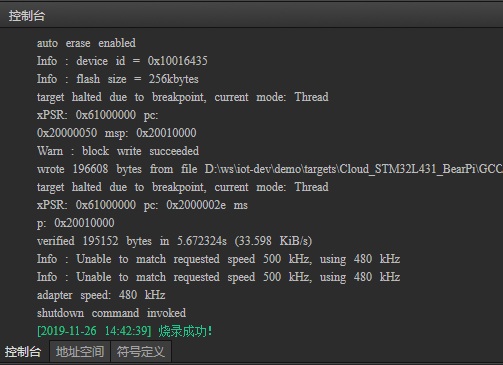 控制台
auto erase enabled
Info : device id = 0x10016435
Info : flash size = 256kbytes
target halted due to breakpoint, current mode: Thread
xPSR: 0x61000000 pc:
0x20000050 msp: 0x20010000
Warn : block write succeeded
wrote 196608 bytes from file D:\ws\iot-dev\demo\targets\Cloud_STM32L431_BearPi\GCC
target halted due to breakpoint, current mode: Thread
xPSR: 0x61000000 pc: 0x2000002e ms
p: 0x20010000
verified 195152 bytes in 5.672324s (33.598 KiB/s)
Info : Unable to match requested speed 500 kHz, using 480 kHz
Info : Unable to match requested speed 500 kHz, using 480 kHz
adapter speed: 480 kHz
shutdown command invoked
[2019-11-26 14:42:39] 烧录成功!
控制台 地址空间 符号定义